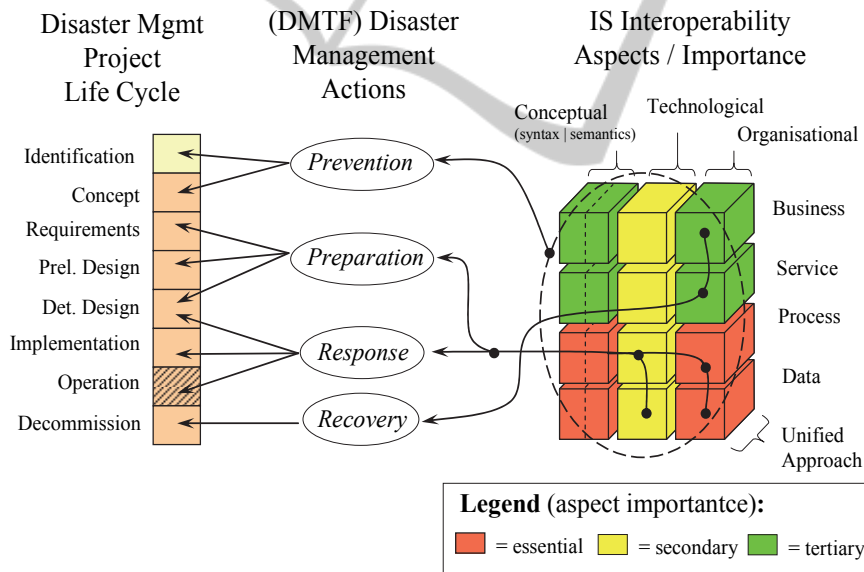 Disaster Mgmt
Project
Life Cycle
(DMTF) Disaster
Management
Actions
IS Interoperability
Aspects / Importance
Conceptual
(syntax | semantics)
Technological
Organisational
Identification
Concept
Requirements
Prel. Design
Det. Design
Implementation
Operation
Decommission
Prevention
Preparation
Response
Recovery
Business
Service
Process
Data
Unified
Approach
Legend (aspect importantce):
= essential
= secondary
= tertiary